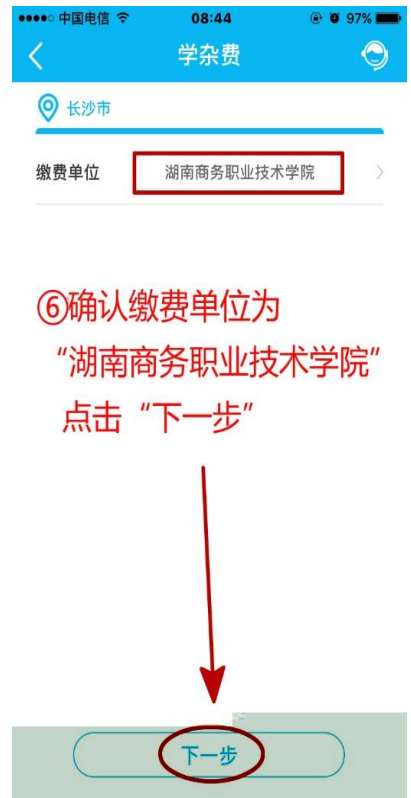 中国电信 08:44 97%
学杂费
长沙市
缴费单位 湖南商务职业技术学院
⑥确认缴费单位为
“湖南商务职业技术学院”
点击“下一步”
下一步